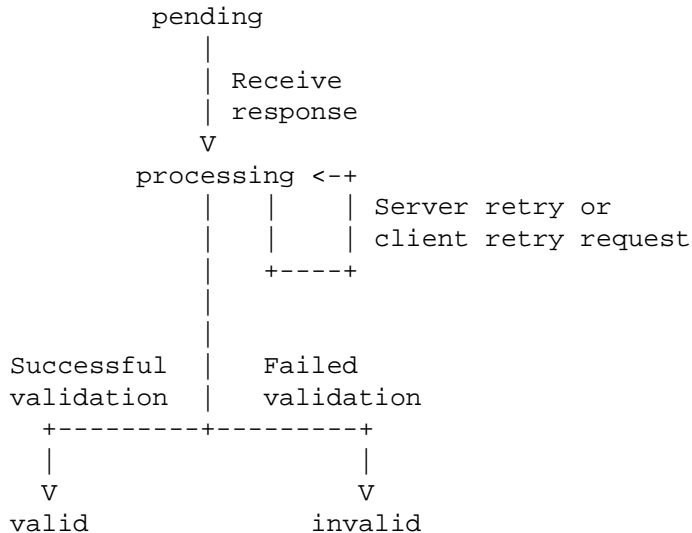 pending
Receive
response
processing
Server retry or
client retry request
Successful Failed
validation validation
valid invalid